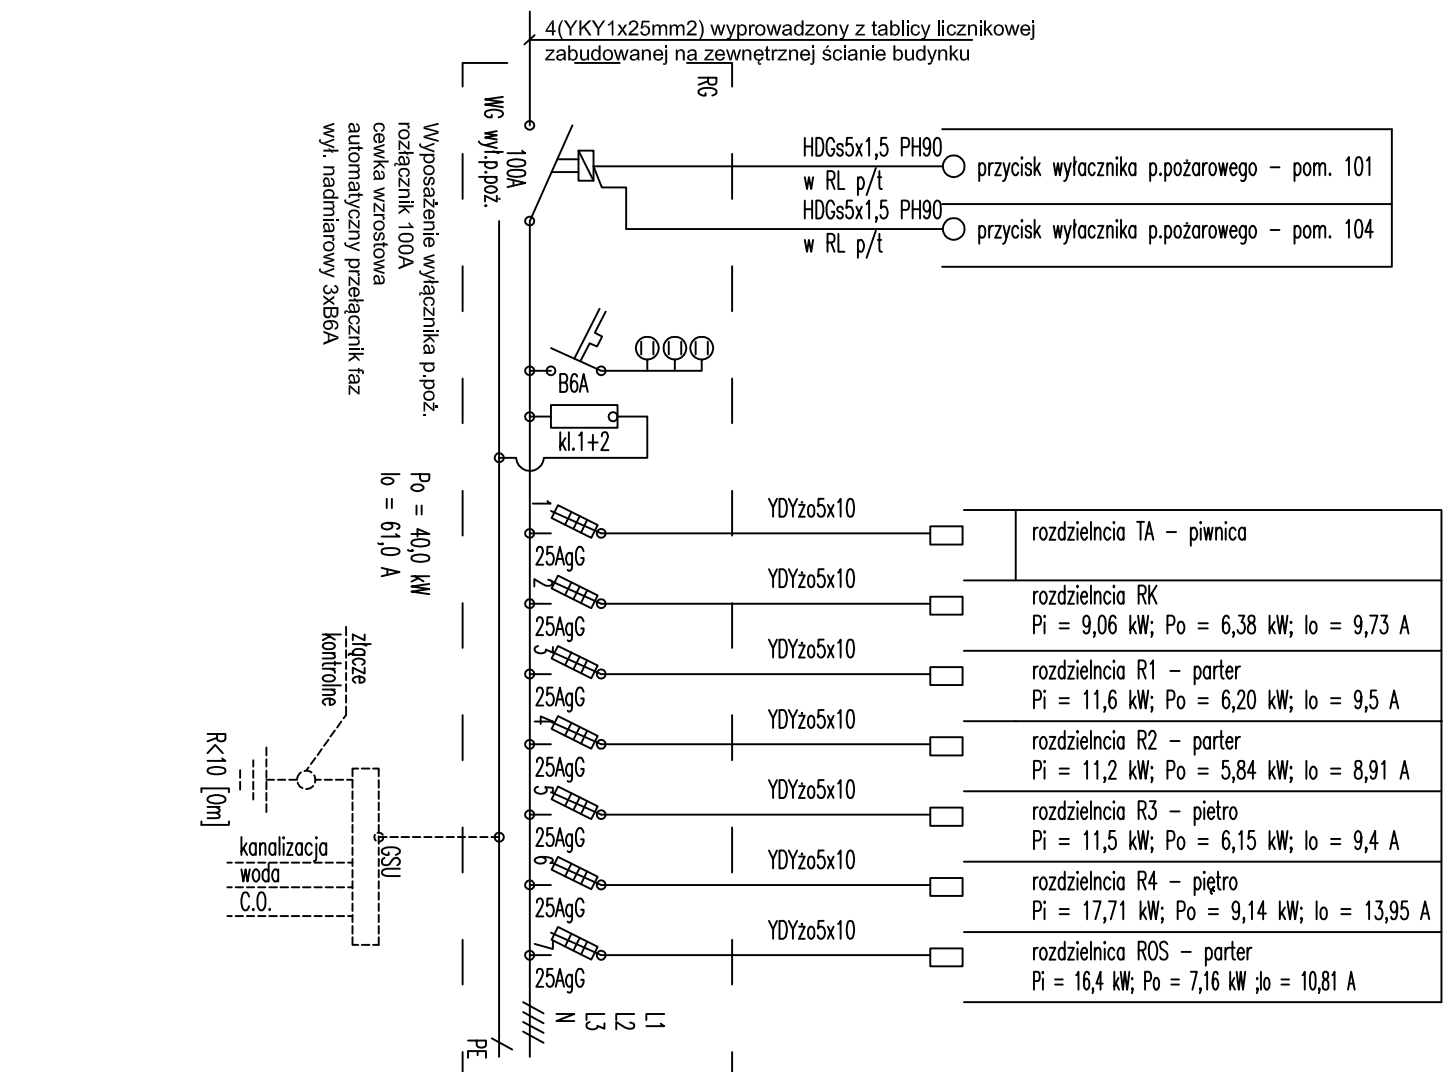 4(YKY1x25mm2) wyprowadzony z tablicy licznikowej
zabudowanej na zewnętrznej ścianie budynku
RG
WG wył.p.poż.
100A
Wyposażenie wyłącznika p.poż.
rozłącznik 100A
cewka wzrostowa
automatyczny przełącznik faz
wył. nadmiarowy 3xB6A
HDGs5x1,5 PH90
w RL p/t
przycisk wyłacznika p.pożarowego – pom. 101
HDGs5x1,5 PH90
w RL p/t
przycisk wyłacznika p.pożarowego – pom. 104
B6A
kl.1+2
Po = 40,0 kW
Io = 61,0 A
1
25AgG
YDYżo5x10
rozdzielncia TA – piwnica
2
25AgG
YDYżo5x10
rozdzielncia RK
Pi = 9,06 kW; Po = 6,38 kW; Io = 9,73 A
3
25AgG
YDYżo5x10
rozdzielncia R1 – parter
Pi = 11,6 kW; Po = 6,20 kW; Io = 9,5 A
4
25AgG
YDYżo5x10
rozdzielncia R2 – parter
Pi = 11,2 kW; Po = 5,84 kW; Io = 8,91 A
5
25AgG
YDYżo5x10
rozdzielncia R3 – pietro
Pi = 11,5 kW; Po = 6,15 kW; Io = 9,4 A
6
25AgG
YDYżo5x10
rozdzielncia R4 – piętro
Pi = 17,71 kW; Po = 9,14 kW; Io = 13,95 A
7
25AgG
YDYżo5x10
rozdzielnica ROS – parter
Pi = 16,4 kW; Po = 7,16 kW ;Io = 10,81 A
złącze
kontrolne
R<10 [Om]
GSU
kanalizacja
woda
C.O.
L1
L2
L3
N
PE